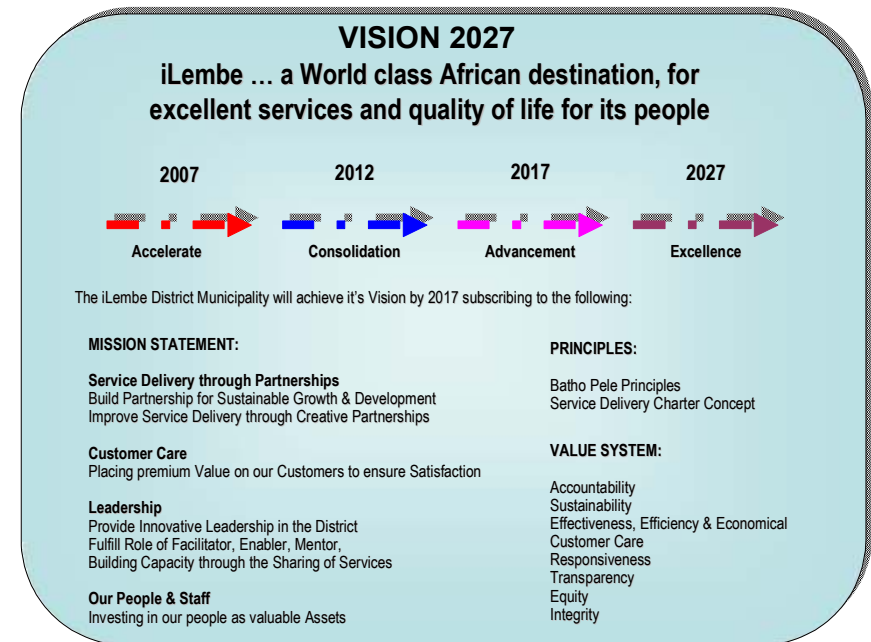 VISION 2027
iLembe … a World class African destination, for
excellent services and quality of life for its people
2007 2012 2017 2027
Accelerate Consolidation Advancement Excellence
The iLembe District Municipality will achieve it's Vision by 2017 subscribing to the following:
MISSION STATEMENT:
Service Delivery through Partnerships
Build Partnership for Sustainable Growth & Development
Improve Service Delivery through Creative Partnerships
Customer Care
Placing premium Value on our Customers to ensure Satisfaction
Leadership
Provide Innovative Leadership in the District
Fulfill Role of Facilitator, Enabler, Mentor,
Building Capacity through the Sharing of Services
Our People & Staff
Investing in our people as valuable Assets
PRINCIPLES:
Batho Pele Principles
Service Delivery Charter Concept
VALUE SYSTEM:
Accountability
Sustainability
Effectiveness, Efficiency & Economical
Customer Care
Responsiveness
Transparency
Equity
Integrity